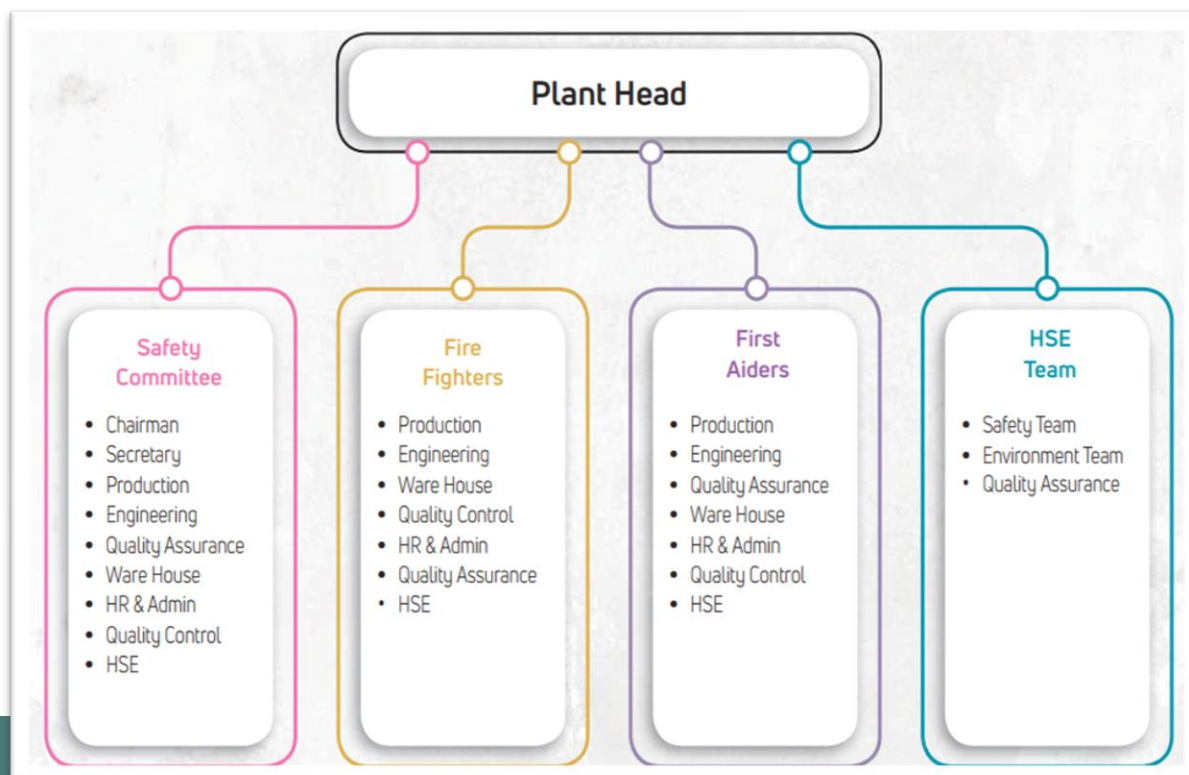 Plant Head
Safety
Committee
• Chairman
• Secretary
• Production
• Engineering
• Quality Assurance
• Ware House
• HR & Admin
• Quality Control
• HSE
Fire
Fighters
• Production
• Engineering
• Ware House
• Quality Control
• HR & Admin
• Quality Assurance
• HSE
First
Aiders
• Production
• Engineering
• Quality Assurance
• Ware House
• HR & Admin
• Quality Control
• HSE
HSE
Team
• Safety Team
• Environment Team
• Quality Assurance